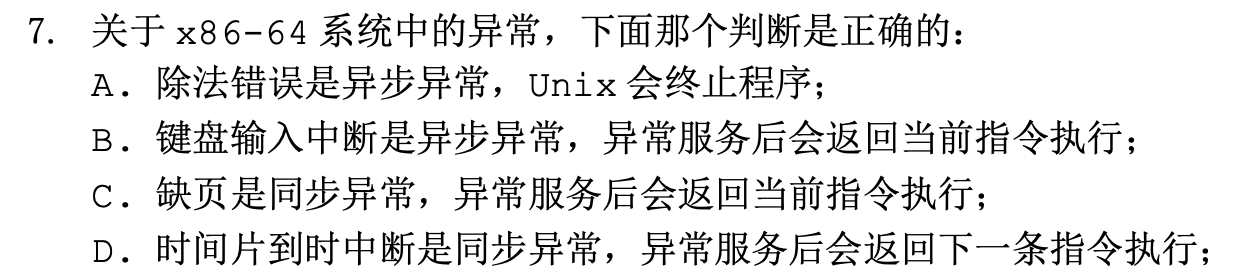 7. 关于 x86-64 系统中的异常，下面那个判断是正确的：
A. 除法错误是异步异常，Unix 会终止程序；
B. 键盘输入中断是异步异常，异常服务后会返回当前指令执行；
C. 缺页是同步异常，异常服务后会返回当前指令执行；
D. 时间片到时中断是同步异常，异常服务后会返回下一条指令执行；